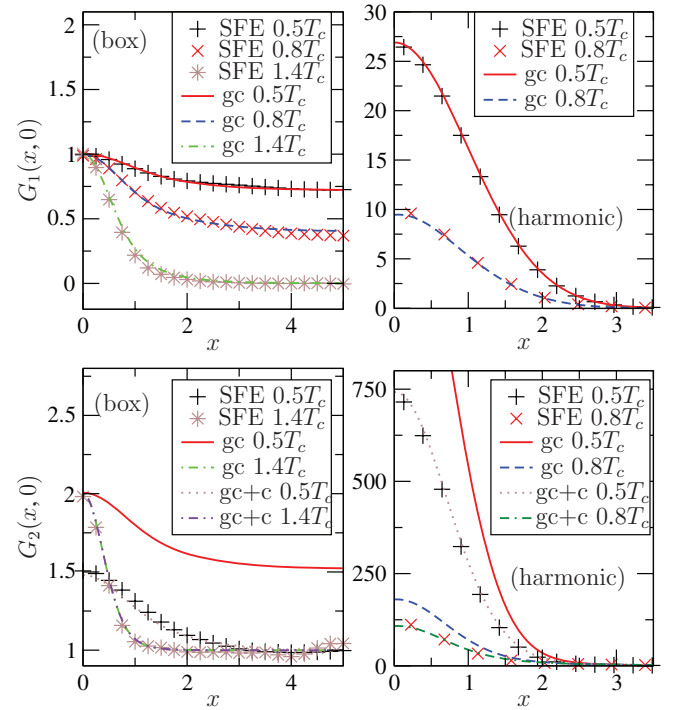 (box)
SFE 0.5T_c
SFE 0.8T_c
SFE 1.4T_c
gc 0.5T_c
gc 0.8T_c
gc 1.4T_c
G_1(x, 0)
2
1.5
1
0.5
0
0 2 4
x
SFE 0.5T_c
SFE 0.8T_c
gc 0.5T_c
gc 0.8T_c
(harmonic)
30
25
20
15
10
5
0
0 1 2 3
x
(box)
SFE 0.5T_c
SFE 1.4T_c
gc 0.5T_c
gc 1.4T_c
gc+c 0.5T_c
gc+c 1.4T_c
G_2(x, 0)
2.5
2
1.5
1
0 2 4
x
SFE 0.5T_c
SFE 0.8T_c
gc 0.5T_c
gc 0.8T_c
gc+c 0.5T_c
gc+c 0.8T_c
(harmonic)
750
500
250
0
0 1 2 3
x